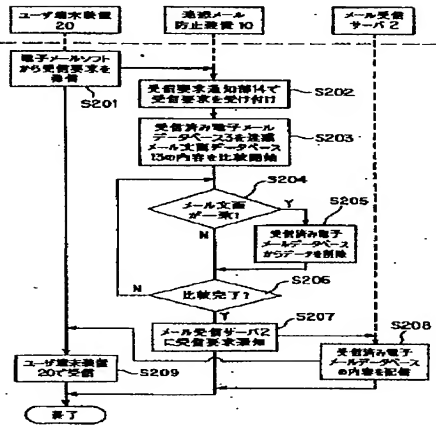 ユーザ端末装置
20
迷惑メール
防止装置10
メール受信
サーバ2
電子メールソフト
から受信要求を
発信
S201
受信要求通知部14で
受信要求を受け付け
S202
受信済み電子メール
データベース3を迷惑
メール文面データベース
13の内容を比較開始
S203
S204
メール文面
が一致?
Y
N
S205
受信済み電子
メールデータベース
からデータを削除
S206
比較完了?
N
Y
S207
メール受信サーバ2
に受信要求通知
S208
受信済み電子
メールデータベース
の内容を配信
ユーザ端末装置
20で受信
S209
終了